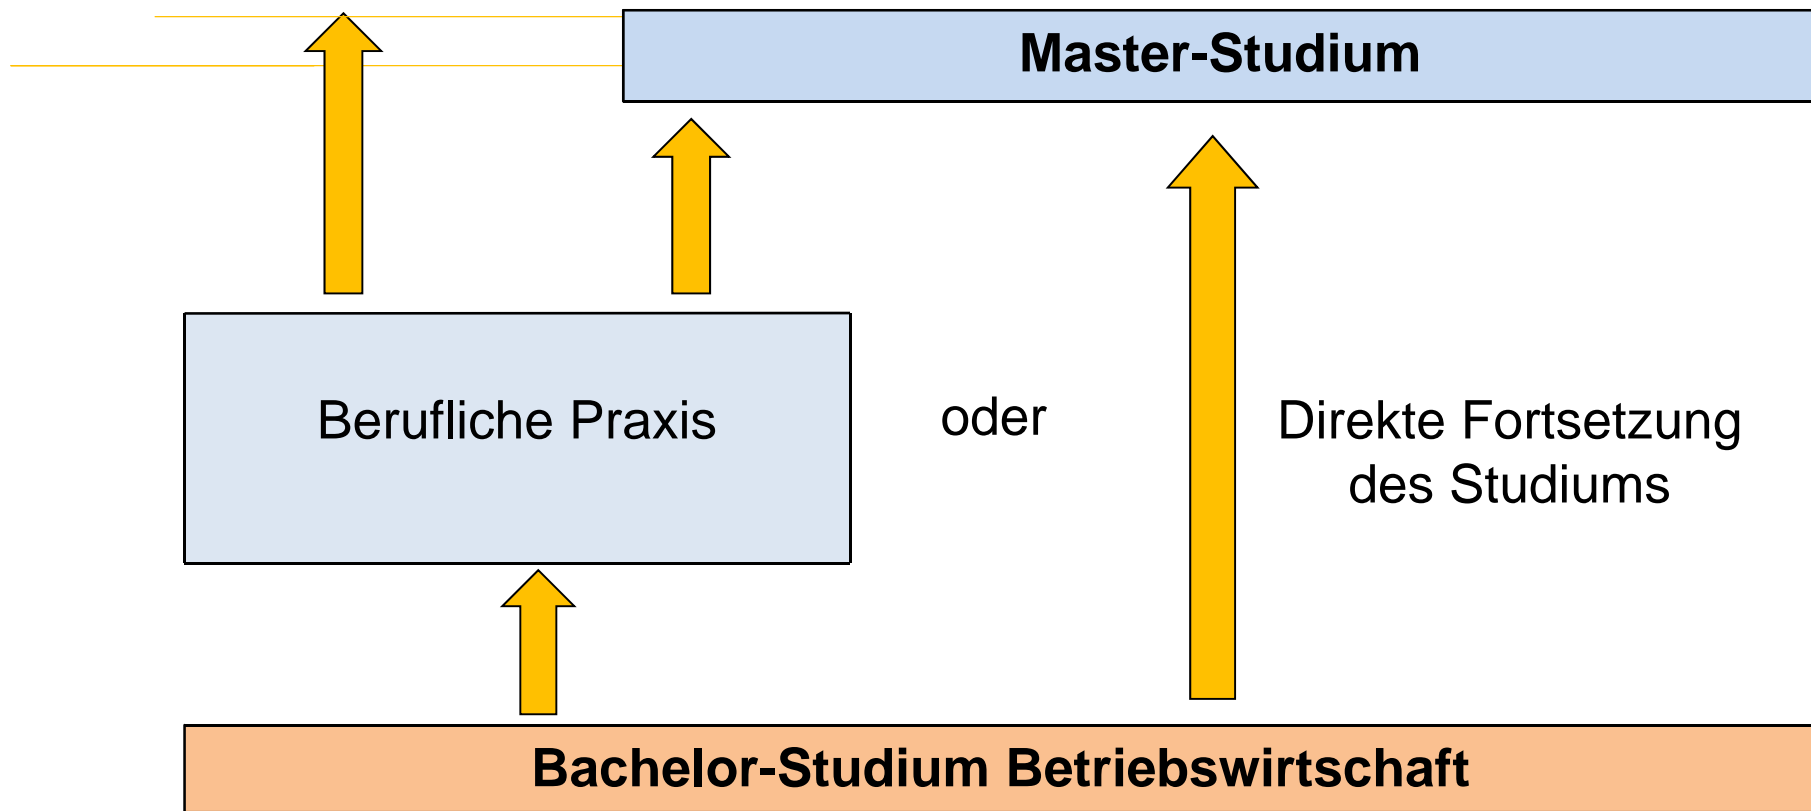 Master-Studium
Berufliche Praxis
oder
Direkte Fortsetzung
des Studiums
Bachelor-Studium Betriebswirtschaft